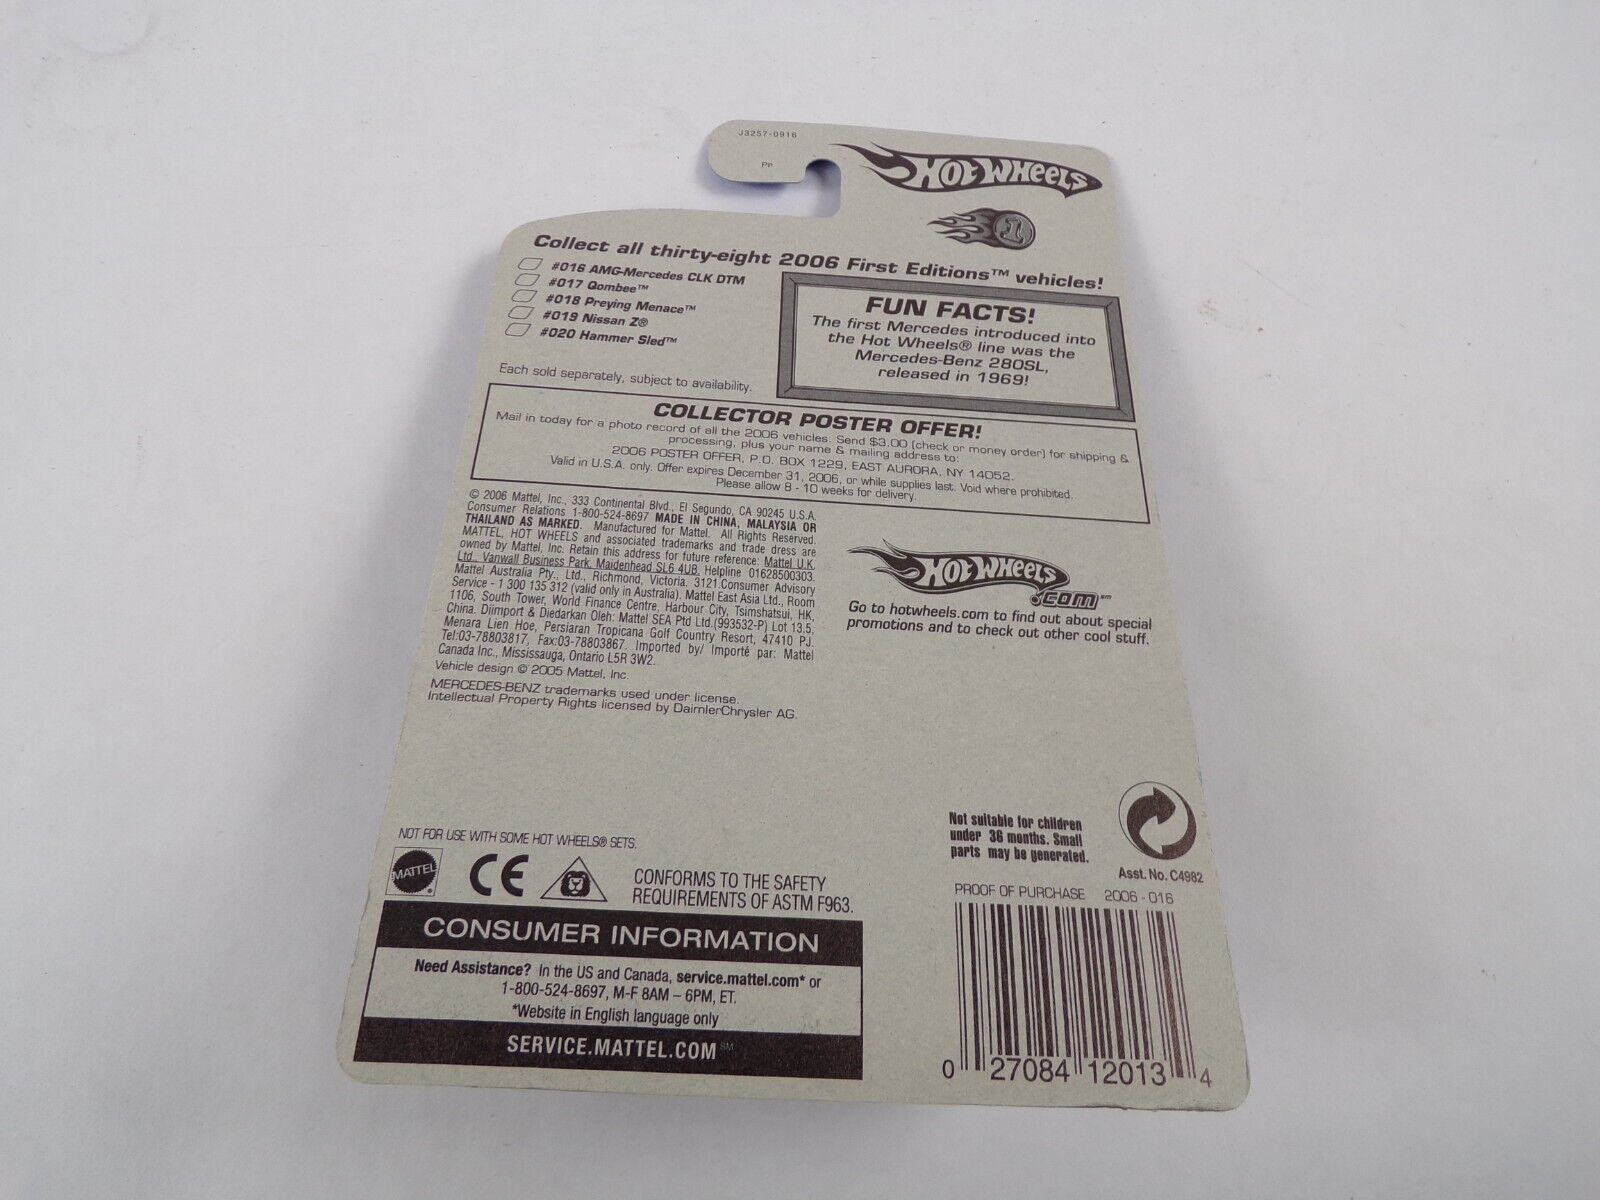 J3257-0916
PP
HOT WHEELS
1
Collect all thirty-eight 2006 First Editions™ vehicles!
#016 AMG-Mercedes CLK DTM
#017 Qombee™
#018 Preying Menace™
#019 Nissan Z®
#020 Hammer Sled™
Each sold separately, subject to availability.
FUN FACTS!
The first Mercedes introduced into
the Hot Wheels® line was the
Mercedes-Benz 280SL,
released in 1969!
COLLECTOR POSTER OFFER!
Mail in today for a photo record of all the 2006 vehicles. Send $3.00 (check or money order) for shipping &
processing, plus your name & mailing address to:
2006 POSTER OFFER, P.O. BOX 1229, EAST AURORA, NY 14052.
Valid in U.S.A. only. Offer expires December 31, 2006, or while supplies last. Void where prohibited.
Please allow 8 - 10 weeks for delivery.
© 2006 Mattel, Inc., 333 Continental Blvd., El Segundo, CA 90245 U.S.A.
Consumer Relations 1-800-524-8697 MADE IN CHINA, MALAYSIA OR
THAILAND AS MARKED. Manufactured for Mattel. All Rights Reserved.
MATTEL, HOT WHEELS and associated trademarks and trade dress are
owned by Mattel, Inc. Retain this address for future reference: Mattel U.K.
Ltd., Vanwall Business Park, Maidenhead SL6 4UB. Helpline 01628500303.
Mattel Australia Pty., Ltd., Richmond, Victoria. 3121.Consumer Advisory
Service - 1 300 135 312 (valid only in Australia). Mattel East Asia Ltd., Room
1106, South Tower, World Finance Centre, Harbour City, Tsimshatsui, HK,
China. Diimport & Diedarkan Oleh: Mattel SEA Ptd Ltd.(993532-P) Lot 13.5,
Menara Lien Hoe, Persiaran Tropicana Golf Country Resort, 47410 PJ.
Tel:03-78803817, Fax:03-78803867. Imported by/ Importé par: Mattel
Canada Inc., Mississauga, Ontario L5R 3W2.
Vehicle design © 2005 Mattel, Inc.
MERCEDES-BENZ trademarks used under license.
Intellectual Property Rights licensed by DaimlerChrysler AG.
HOT WHEELS
.COM℠
Go to hotwheels.com to find out about special
promotions and to check out other cool stuff.
NOT FOR USE WITH SOME HOT WHEELS® SETS.
MATTEL®
CE
CONFORMS TO THE SAFETY
REQUIREMENTS OF ASTM F963.
Not suitable for children
under 36 months. Small
parts may be generated.
Asst. No. C4982
PROOF OF PURCHASE 2006 - 016
0 27084 12013 4
CONSUMER INFORMATION
Need Assistance? In the US and Canada, service.mattel.com* or
1-800-524-8697, M-F 8AM – 6PM, ET.
*Website in English language only
SERVICE.MATTEL.COM℠